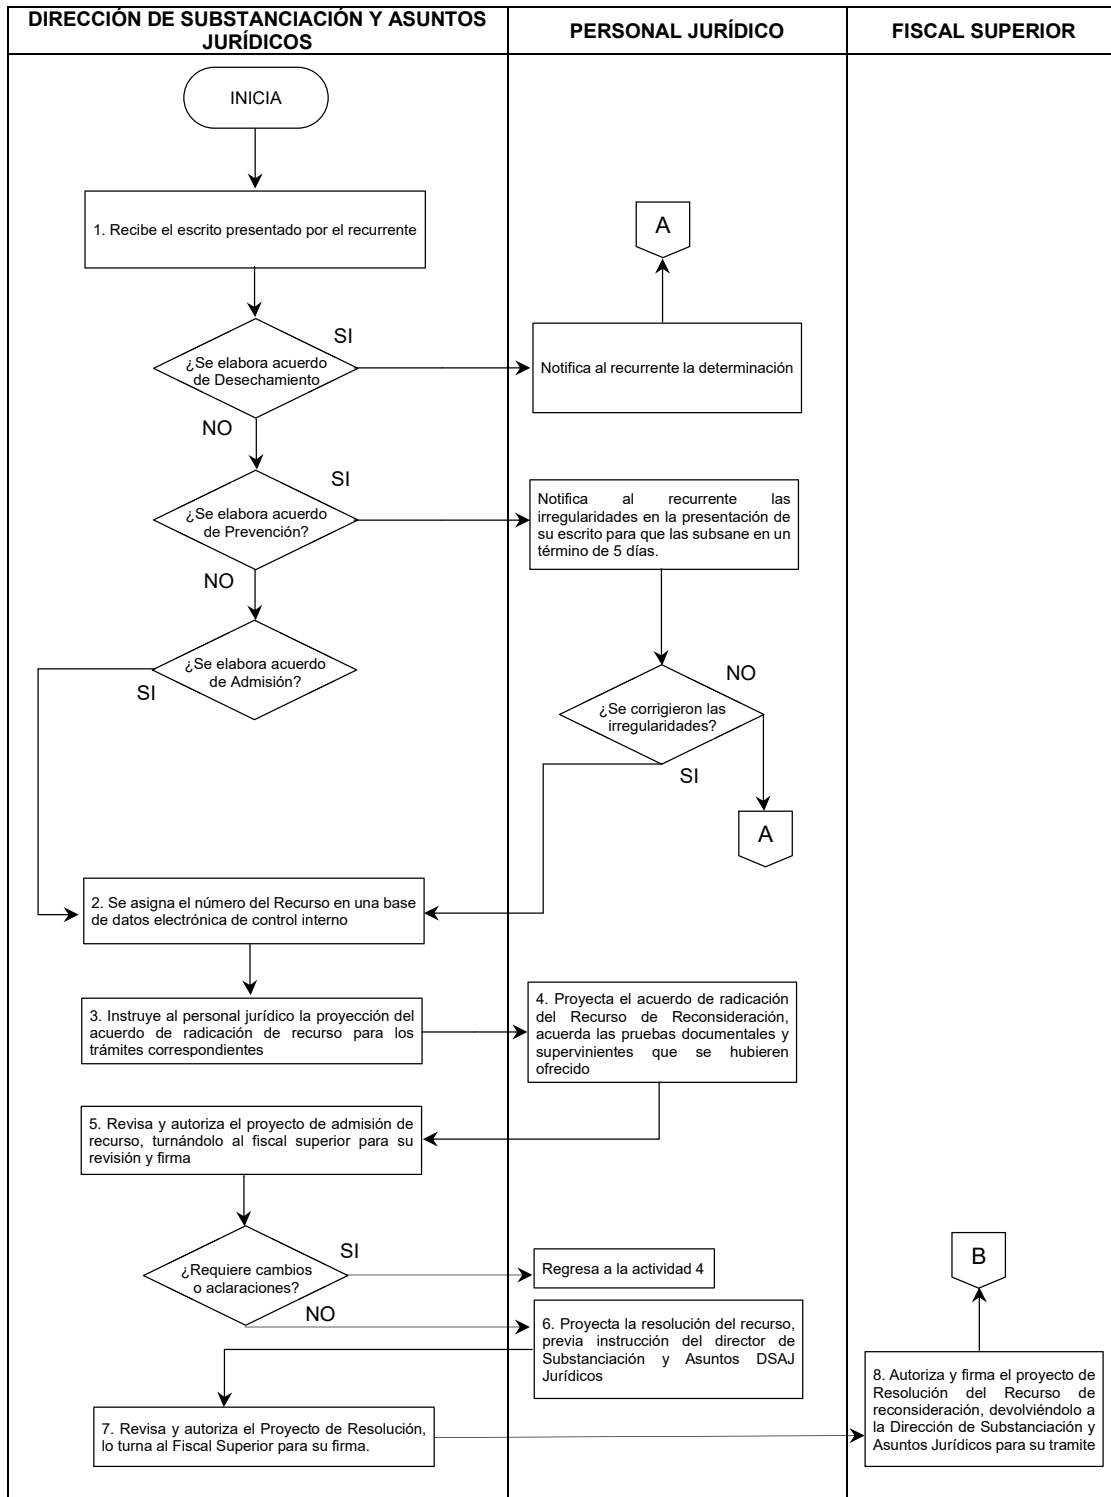 DIRECCIÓN DE SUBSTANCIACIÓN Y ASUNTOS
JURÍDICOS
PERSONAL JURÍDICO
FISCAL SUPERIOR
INICIA
1. Recibe el escrito presentado por el recurrente
A
¿Se elabora acuerdo
de Desechamiento
SI
Notifica al recurrente la determinación
NO
¿Se elabora acuerdo
de Prevención?
SI
Notifica al recurrente las
irregularidades en la presentación de
su escrito para que las subsane en un
término de 5 días.
NO
¿Se elabora acuerdo
de Admisión?
SI
¿Se corrigieron las
irregularidades?
NO
SI
A
2. Se asigna el número del Recurso en una base
de datos electrónica de control interno
3. Instruye al personal jurídico la proyección del
acuerdo de radicación de recurso para los
trámites correspondientes
4. Proyecta el acuerdo de radicación
del Recurso de Reconsideración,
acuerda las pruebas documentales y
supervinientes que se hubieren
ofrecido
5. Revisa y autoriza el proyecto de admisión de
recurso, turnándolo al fiscal superior para su
revisión y firma
¿Requiere cambios
o aclaraciones?
SI
Regresa a la actividad 4
B
NO
6. Proyecta la resolución del recurso,
previa instrucción del director de
Substanciación y Asuntos DSAJ
Jurídicos
7. Revisa y autoriza el Proyecto de Resolución,
lo turna al Fiscal Superior para su firma.
8. Autoriza y firma el proyecto de
Resolución del Recurso de
reconsideración, devolviéndolo a
la Dirección de Substanciación y
Asuntos Jurídicos para su tramite